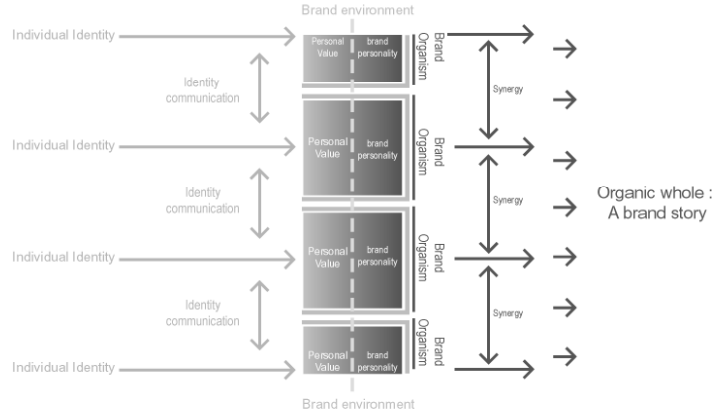 Brand environment
Individual Identity
Personal
Value
brand
personality
Brand
Organism
Identity
communication
Synergy
Individual Identity
Personal
Value
brand
personality
Brand
Organism
Identity
communication
Synergy
Organic whole :
A brand story
Individual Identity
Personal
Value
brand
personality
Brand
Organism
Identity
communication
Synergy
Individual Identity
Personal
Value
brand
personality
Brand
Organism
Brand environment